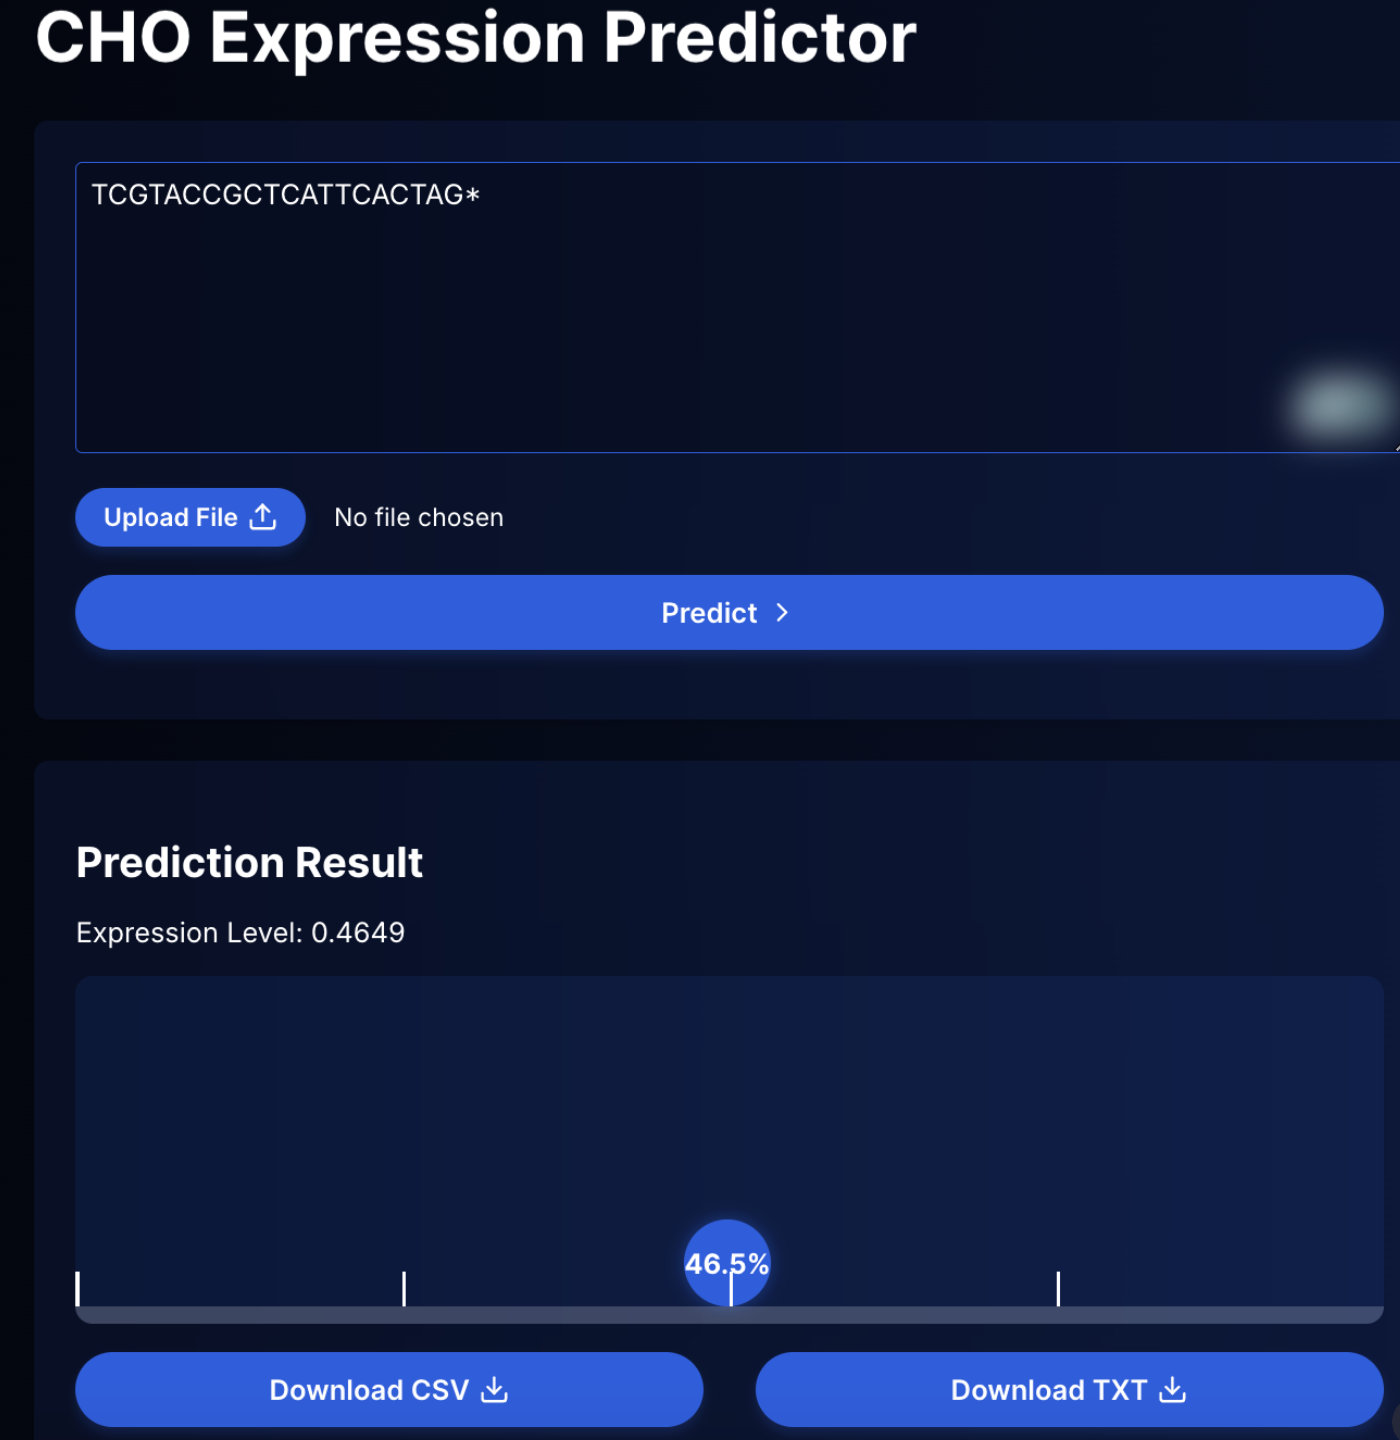 CHO Expression Predictor
TCGTACCGCTCATTCACTAG*
Upload File
No file chosen
Predict
Prediction Result
Expression Level: 0.4649
46.5%
Download CSV
Download TXT